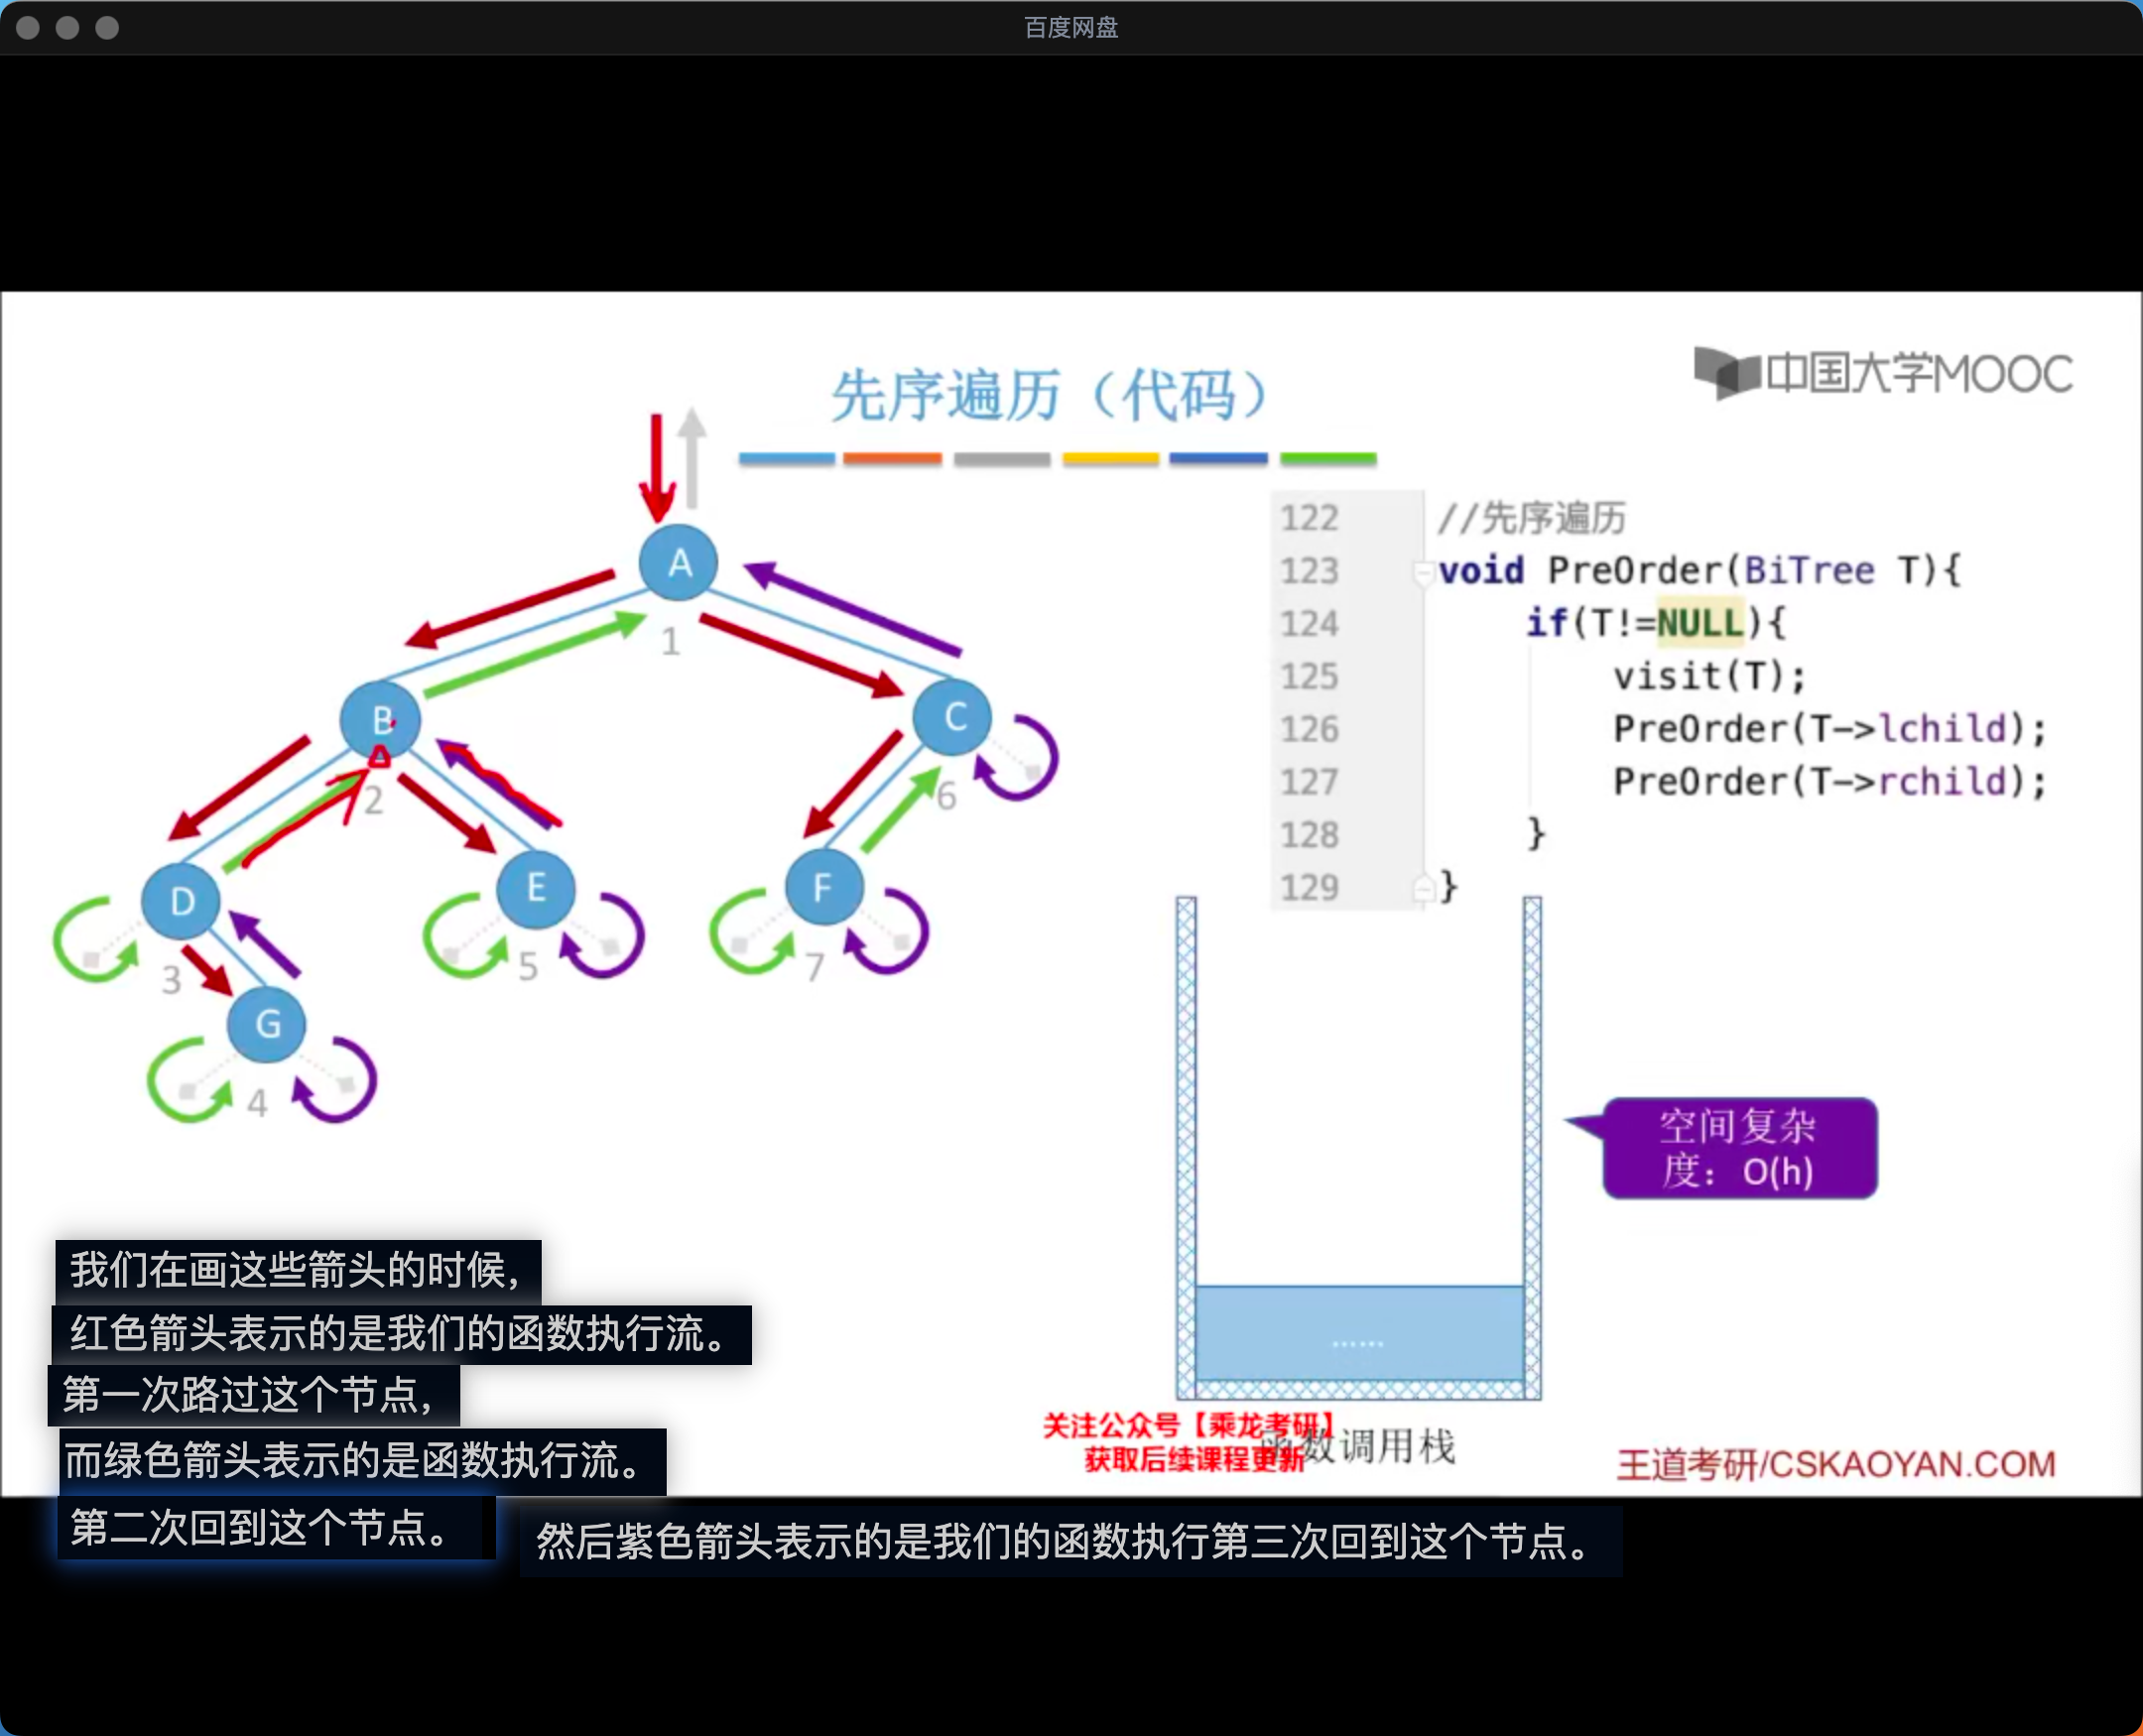 百度网盘
中国大学MOOC
先序遍历（代码）
122 //先序遍历
123 void PreOrder(BiTree T){
124 if(T!=NULL){
125 visit(T);
126 PreOrder(T->lchild);
127 PreOrder(T->rchild);
128 }
129 }
A
1
B
2
C
6
D
3
E
5
F
7
G
4
空间复杂
度：O(h)
……
我们在画这些箭头的时候，
红色箭头表示的是我们的函数执行流。
第一次路过这个节点，
而绿色箭头表示的是函数执行流。
第二次回到这个节点。
然后紫色箭头表示的是我们的函数执行第三次回到这个节点。
关注公众号【乘龙考研】
获取后续课程更新
函数调用栈
王道考研/CSKAOYAN.COM